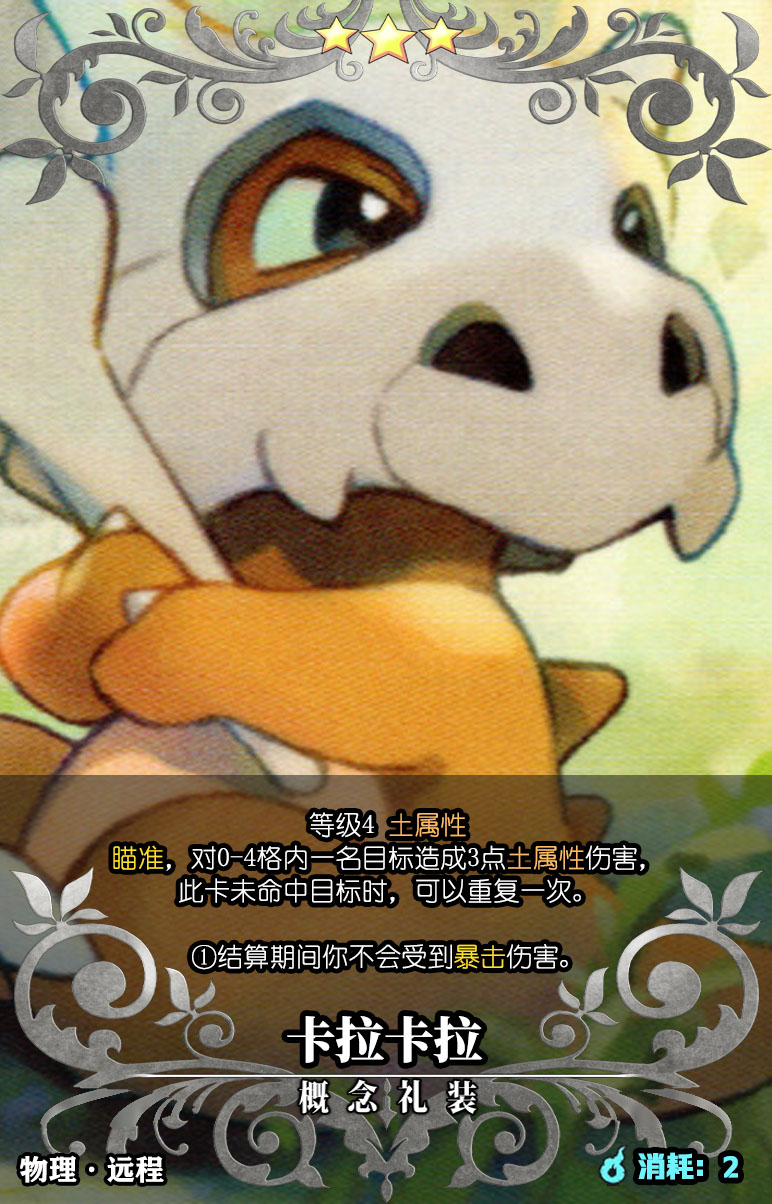 等级4 土属性
瞄准，对0-4格内一名目标造成3点土属性伤害，
此卡未命中目标时，可以重复一次。
①结算期间你不会受到暴击伤害。
卡拉卡拉
概念礼装
物理·远程
消耗：2